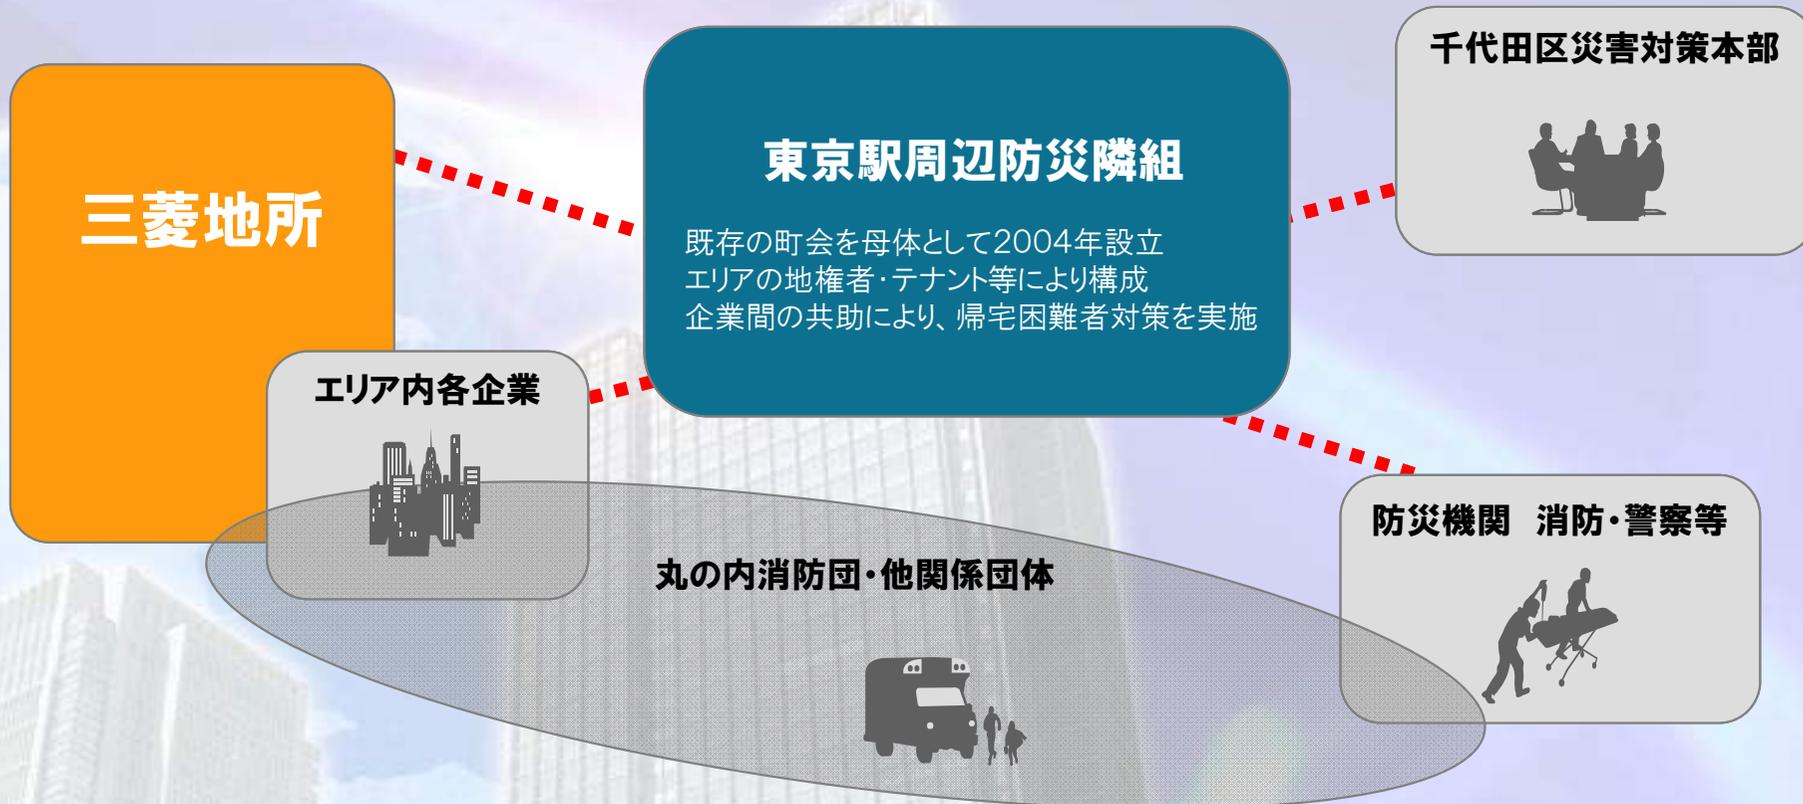 千代田区災害対策本部
東京駅周辺防災隣組
三菱地所
既存の町会を母体として2004年設立
エリアの地権者・テナント等により構成
企業間の共助により、帰宅困難者対策を実施
エリア内各企業
防災機関　消防・警察等
丸の内消防団・他関係団体